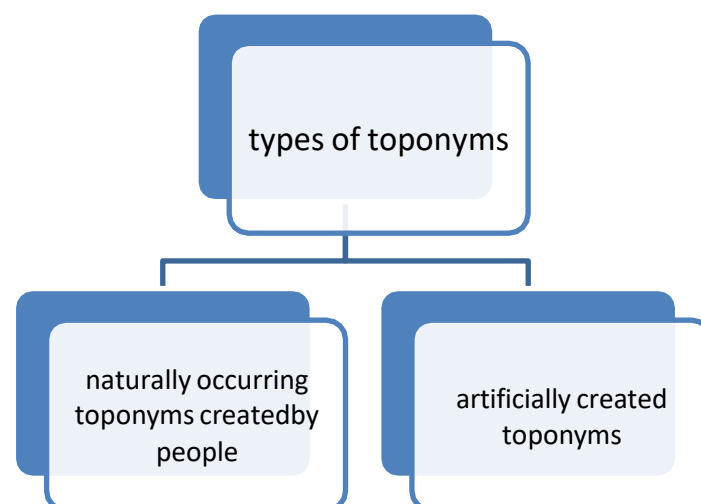 types of toponyms
naturally occurring
toponyms createdby
people
artificially created
toponyms